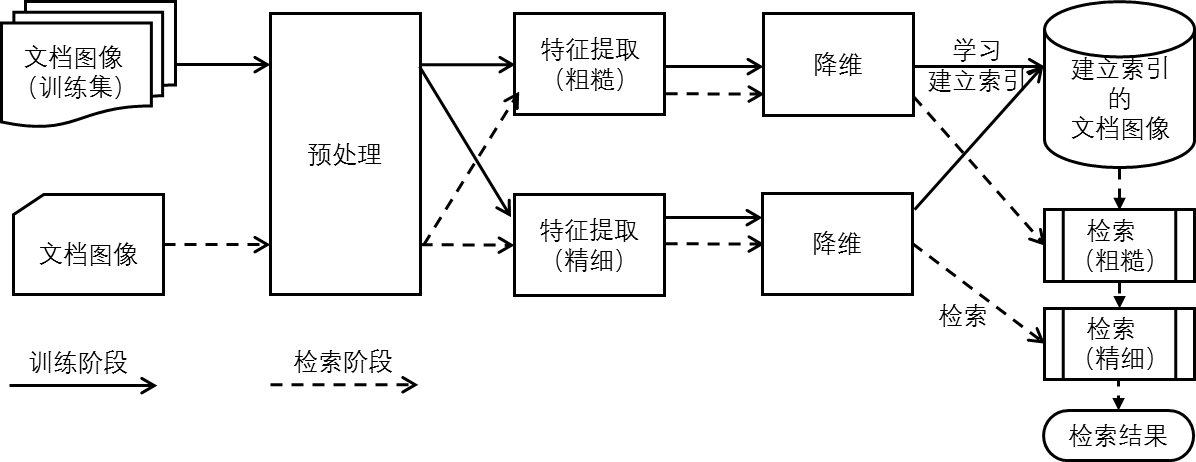 文档图像
（训练集）
预处理
特征提取
（粗糙）
降维
学习
建立索引
建立索引
的
文档图像
文档图像
特征提取
（精细）
降维
检索
（粗糙）
检索
检索
（精细）
训练阶段
检索阶段
检索结果